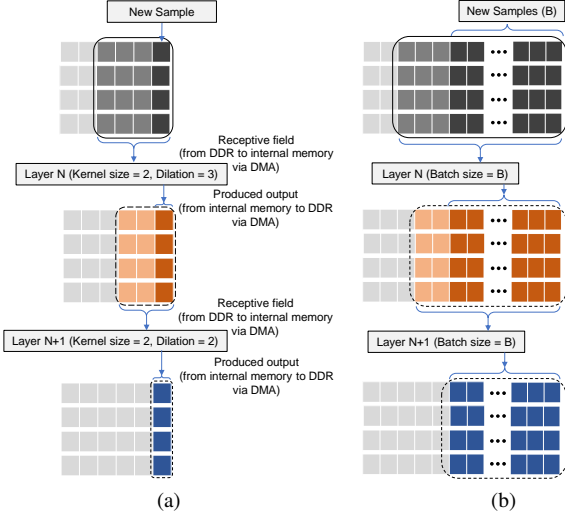 New Sample
Receptive field
(from DDR to internal memory
via DMA)
Layer N (Kernel size = 2, Dilation = 3)
Produced output
(from internal memory to DDR
via DMA)
Receptive field
(from DDR to internal memory
via DMA)
Layer N+1 (Kernel size = 2, Dilation = 2)
Produced output
(from internal memory to DDR
via DMA)
(a)
New Samples (B)
Layer N (Batch size = B)
Layer N+1 (Batch size = B)
(b)